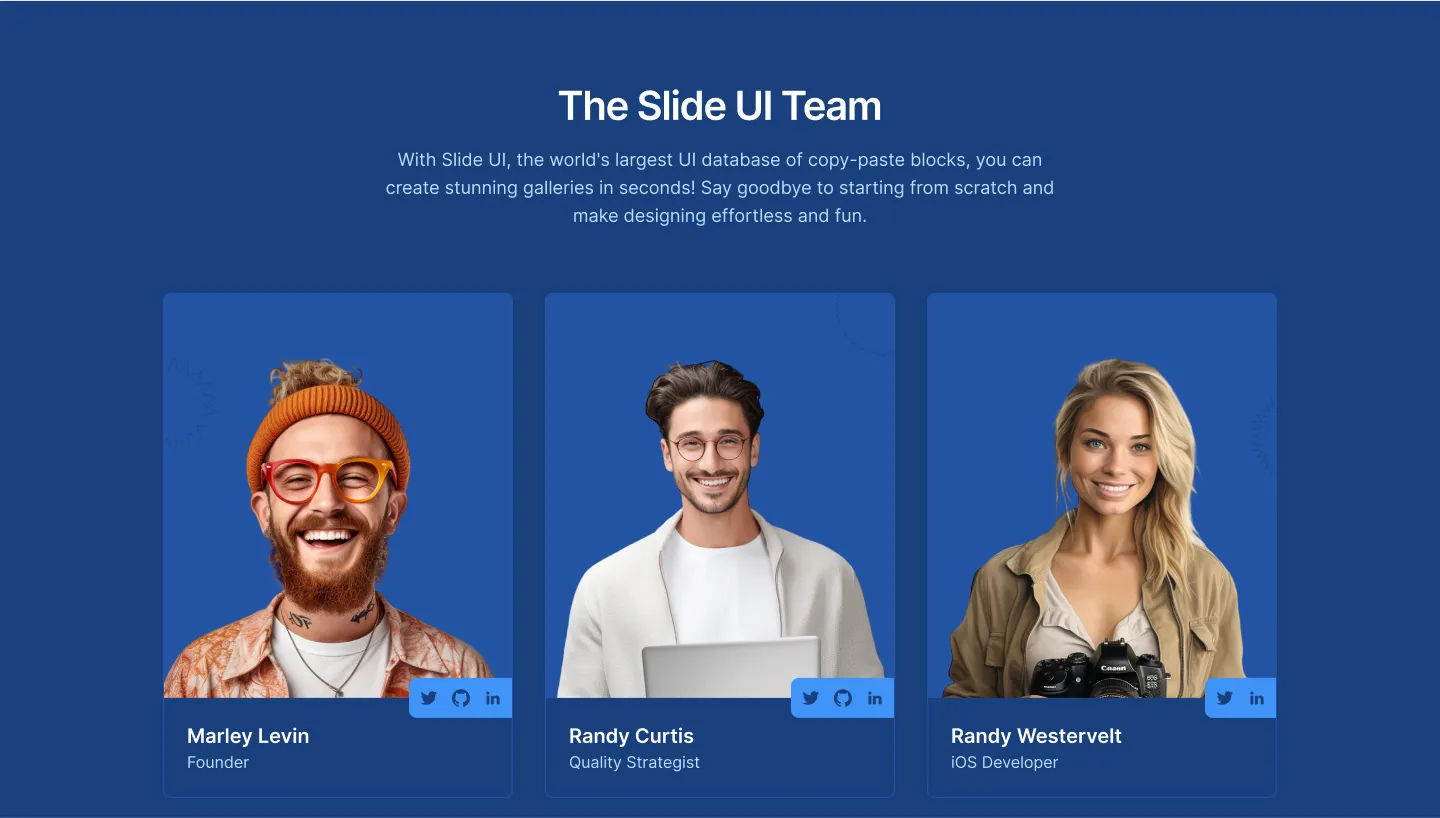 The Slide UI Team
With Slide UI, the world's largest UI database of copy-paste blocks, you can
create stunning galleries in seconds! Say goodbye to starting from scratch and
make designing effortless and fun.
Canon
in
in
in
Marley Levin
Randy Curtis
Randy Westervelt
Founder
Quality Strategist
iOS Developer